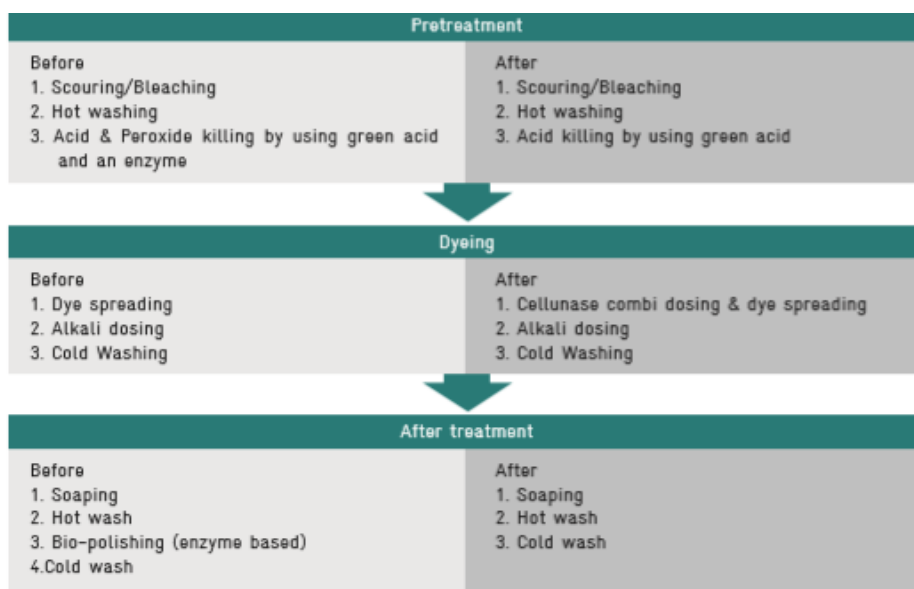 Pretreatment
Before
1. Scouring/Bleaching
2. Hot washing
3. Acid & Peroxide killing by using green acid
and an enzyme
After
1. Scouring/Bleaching
2. Hot washing
3. Acid killing by using green acid
Dyeing
Before
1. Dye spreading
2. Alkali dosing
3. Cold Washing
After
1. Cellunase combi dosing & dye spreading
2. Alkali dosing
3. Cold Washing
After treatment
Before
1. Soaping
2. Hot wash
3. Bio-polishing (enzyme based)
4.Cold wash
After
1. Soaping
2. Hot wash
3. Cold wash